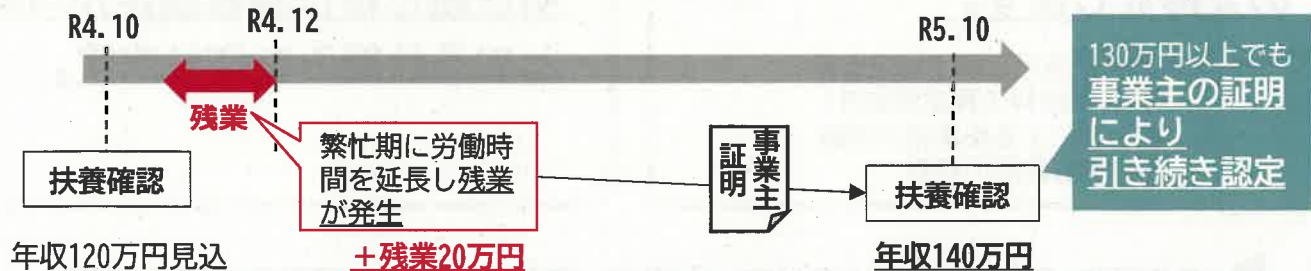 R4.10
R4.12
R5.10
残業
扶養確認
繁忙期に労働時
間を延長し残業
が発生
事業主
証明
扶養確認
130万円以上でも
事業主の証明
により
引き続き認定
年収120万円見込
＋残業20万円
年収140万円